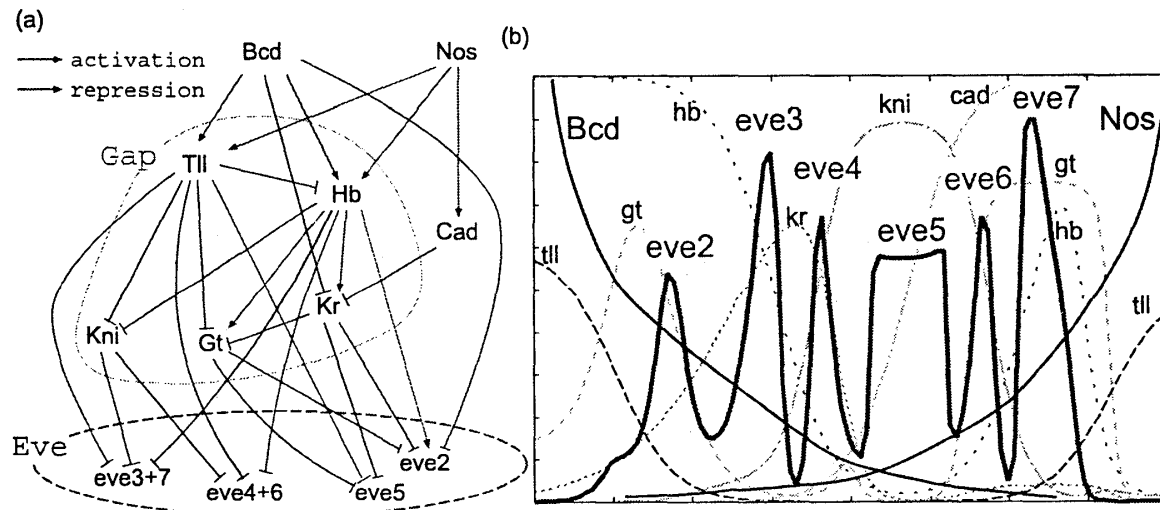 (a)
activation
repression
Bcd
Nos
Gap
Tll
Hb
Cad
Kr
Kni
Gt
Eve
eve3+7
eve4+6
eve5
eve2
(b)
Bcd
hb
eve3
kni
cad
eve7
Nos
eve4
eve6
gt
gt
eve2
kr
eve5
hb
tll
tll